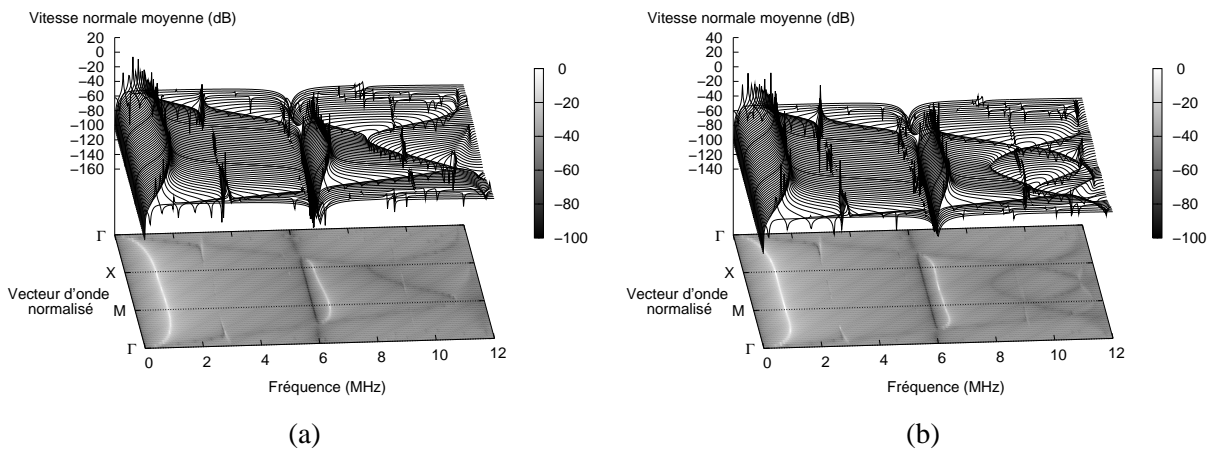 Vitesse normale moyenne (dB)
20
0
−20
−40
−60
−80
−100
−120
−140
−160
0
−20
−40
−60
−80
−100
Γ
X
Vecteur d'onde
normalisé
M
Γ
0 2 4 6 8 10 12
Fréquence (MHz)
(a)
Vitesse normale moyenne (dB)
40
20
0
−20
−40
−60
−80
−100
−120
−140
0
−20
−40
−60
−80
−100
Γ
X
Vecteur d'onde
normalisé
M
Γ
0 2 4 6 8 10 12
Fréquence (MHz)
(b)